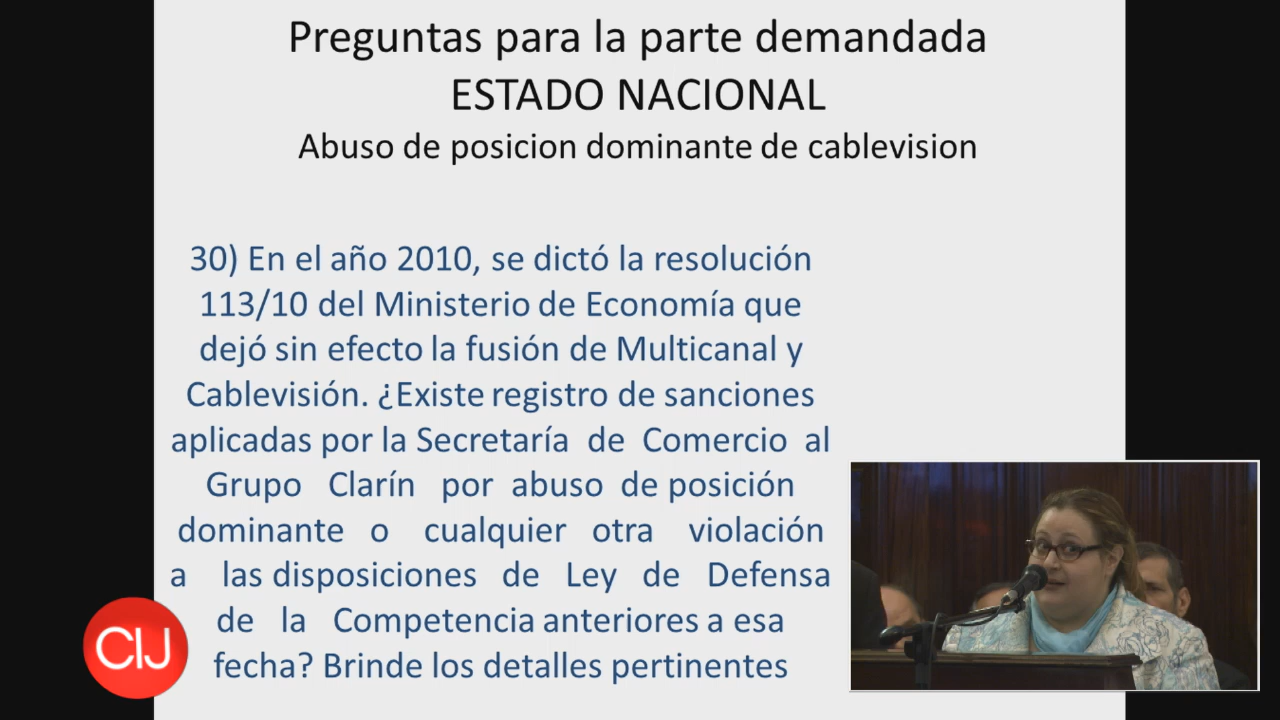 Preguntas para la parte demandada
ESTADO NACIONAL
Abuso de posicion dominante de cablevision
30) En el año 2010, se dictó la resolución
113/10 del Ministerio de Economía que
dejó sin efecto la fusión de Multicanal y
Cablevisión. ¿Existe registro de sanciones
aplicadas por la Secretaría de Comercio al
Grupo Clarín por abuso de posición
dominante o cualquier otra violación
a las disposiciones de Ley de Defensa
de la Competencia anteriores a esa
fecha? Brinde los detalles pertinentes
CIJ